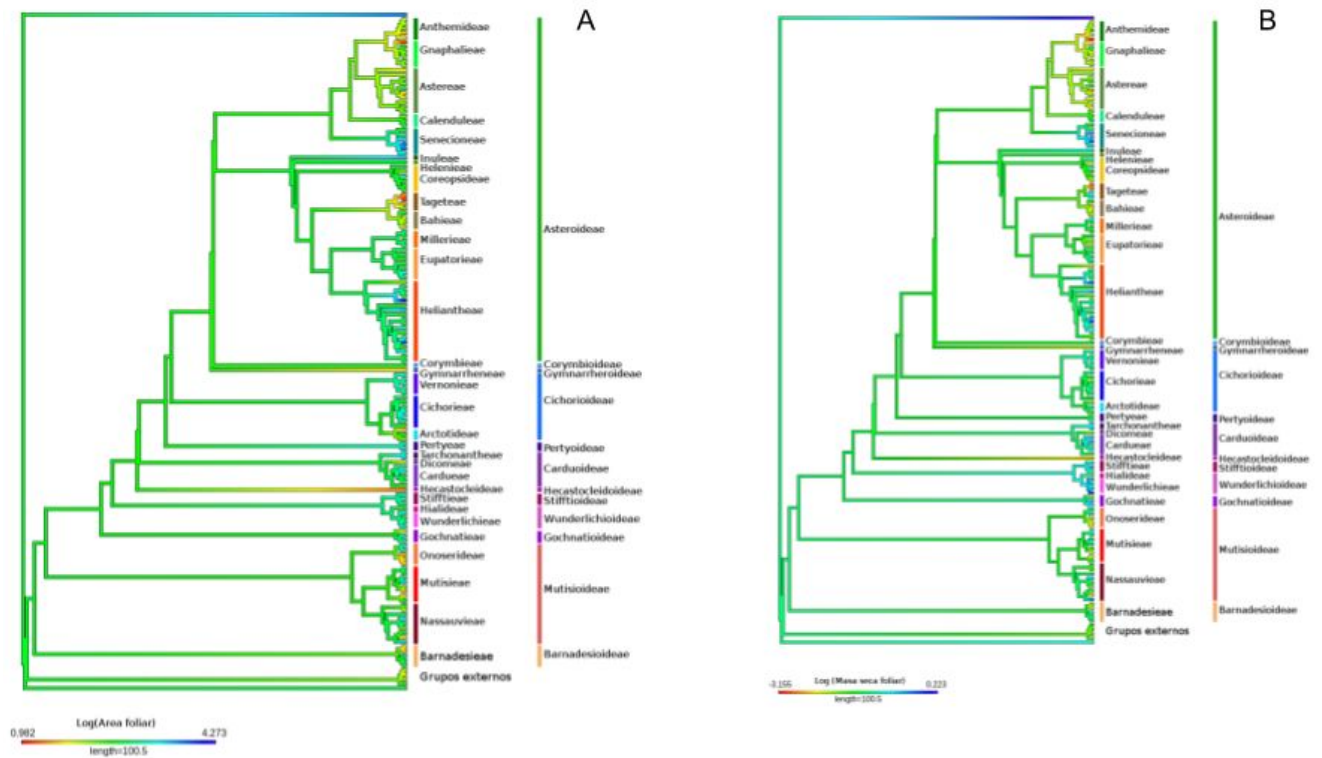 A
Anthemideae
Gnaphalieae
Astereae
Calenduleae
Senecioneae
Inuleae
Helenieae
Coreopsideae
Tageteae
Bahieae
Millerieae
Eupatorieae
Heliantheae
Corymbieae
Gymnarrheneae
Vernonieae
Cichorieae
Arctotideae
Pertyeae
Tarchonantheae
Dicomeae
Cardueae
Hecastocleideae
Stifftieae
Hialideae
Wunderlichieae
Gochnatieae
Onoserideae
Mutisieae
Nassauvieae
Barnadesieae
Grupos externos
Asteroideae
Corymbioideae
Gymnarrheroideae
Cichorioideae
Pertyoideae
Carduoideae
Hecastocleidoideae
Stifftioideae
Wunderlichioideae
Gochnatioideae
Mutisioideae
Barnadesioideae
Log(Area foliar)
0.982 4.273
length=100.5
B
Anthemideae
Gnaphalieae
Astereae
Calenduleae
Senecioneae
Inuleae
Helenieae
Coreopsideae
Tageteae
Bahieae
Millerieae
Eupatorieae
Heliantheae
Corymbieae
Gymnarrheneae
Vernonieae
Cichorieae
Arctotideae
Pertyeae
Tarchonantheae
Dicomeae
Cardueae
Hecastocleideae
Stifftieae
Hialideae
Wunderlichieae
Gochnatieae
Onoserideae
Mutisieae
Nassauvieae
Barnadesieae
Grupos externos
Asteroideae
Corymbioideae
Gymnarrheroideae
Cichorioideae
Pertyoideae
Carduoideae
Hecastocleidoideae
Stifftioideae
Wunderlichioideae
Gochnatioideae
Mutisioideae
Barnadesioideae
Log (Masa seca foliar)
-3.155 0.223
length=100.5